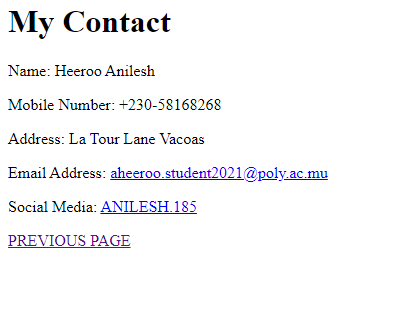 My Contact
Name: Heeroo Anilesh
Mobile Number: +230-58168268
Address: La Tour Lane Vacoas
Email Address: aheeroo.student2021@poly.ac.mu
Social Media: ANILESH.185
PREVIOUS PAGE